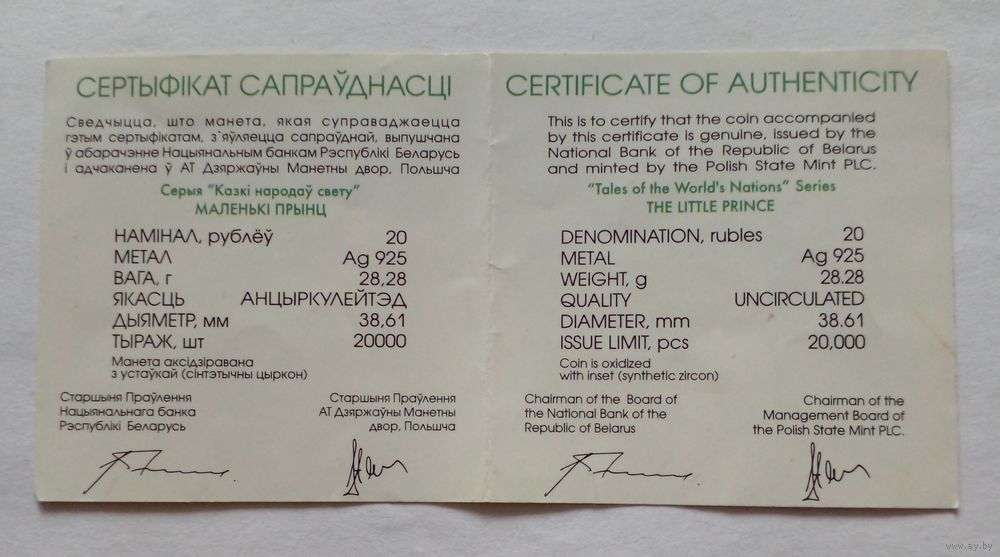 СЕРТЫФІКАТ САПРАЎДНАСЦІ
Сведчыцца, што манета, якая суправаджаецца
гэтым сертыфікатам, з`яўляецца сапраўднай, выпушчана
ў абарачэнне Нацыянальным банкам Рэспублікі Беларусь
і адчаканена ў АТ Дзяржаўны Манетны двор, Польшча
Серыя "Казкі народаў свету"
МАЛЕНЬКІ ПРЫНЦ
НАМІНАЛ, рублёў 20
МЕТАЛ Ag 925
ВАГА, г 28,28
ЯКАСЦЬ АНЦЫРКУЛЕЙТЭД
ДЫЯМЕТР, мм 38,61
ТЫРАЖ, шт 20000
Манета аксідзіравана
з устаўкай (сінтэтычны цыркон)
Старшыня Праўлення
Нацыянальнага банка
Рэспублікі Беларусь
Старшыня Праўлення
АТ Дзяржаўны Манетны
двор, Польшча
CERTIFICATE OF AUTHENTICITY
This is to certify that the coin accompanied
by this certificate is genuine, issued by the
National Bank of the Republic of Belarus
and minted by the Polish State Mint PLC.
"Tales of the World's Nations" Series
THE LITTLE PRINCE
DENOMINATION, rubles 20
METAL Ag 925
WEIGHT, g 28.28
QUALITY UNCIRCULATED
DIAMETER, mm 38.61
ISSUE LIMIT, pcs 20,000
Coin is oxidized
with inset (synthetic zircon)
Chairman of the Board of
the National Bank of the
Republic of Belarus
Chairman of the
Management Board of
the Polish State Mint PLC.
www.ay.by